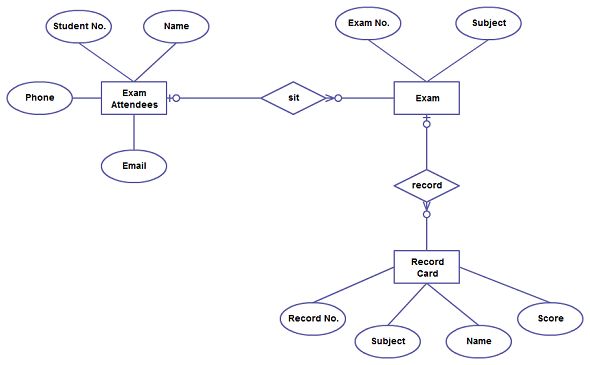 Student No.
Name
Exam No.
Subject
Phone
Exam
Attendees
sit
Exam
Email
record
Record
Card
Record No.
Subject
Name
Score